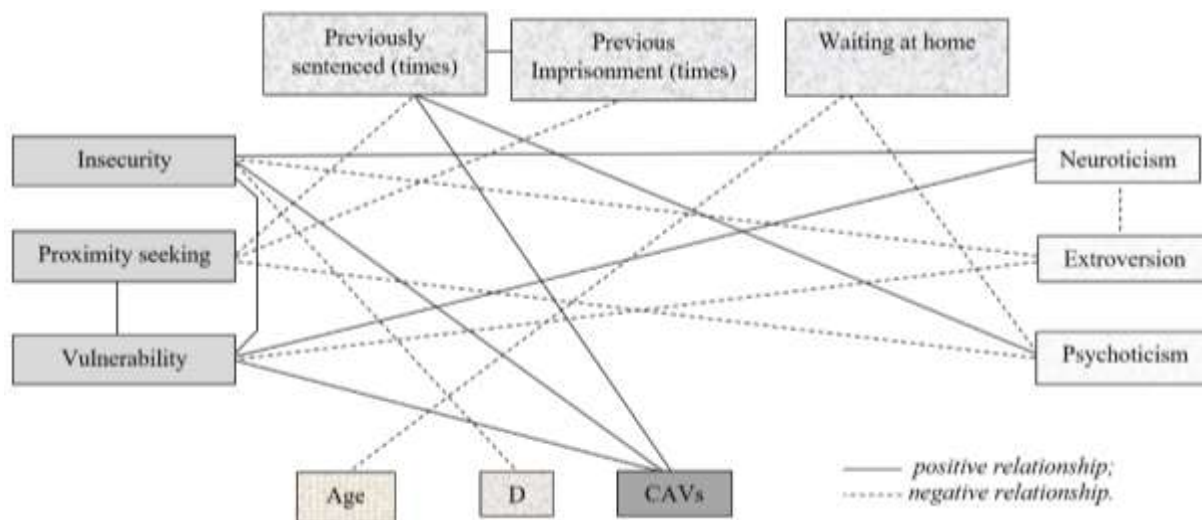 Previously
sentenced (times)
Previous
Imprisonment (times)
Waiting at home
Insecurity
Neuroticism
Proximity seeking
Extroversion
Vulnerability
Psychoticism
Age
D
CAVs
positive relationship;
negative relationship.